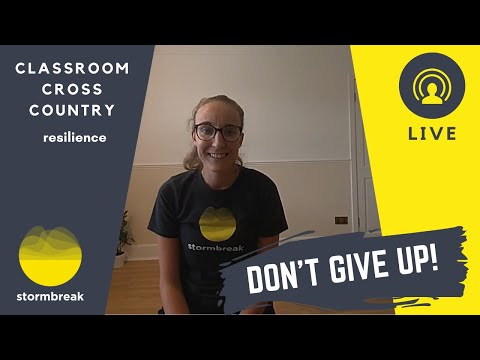 CLASSROOM
CROSS
COUNTRY
resilience
LIVE
stormbreak
DON'T GIVE UP!
stormbreak